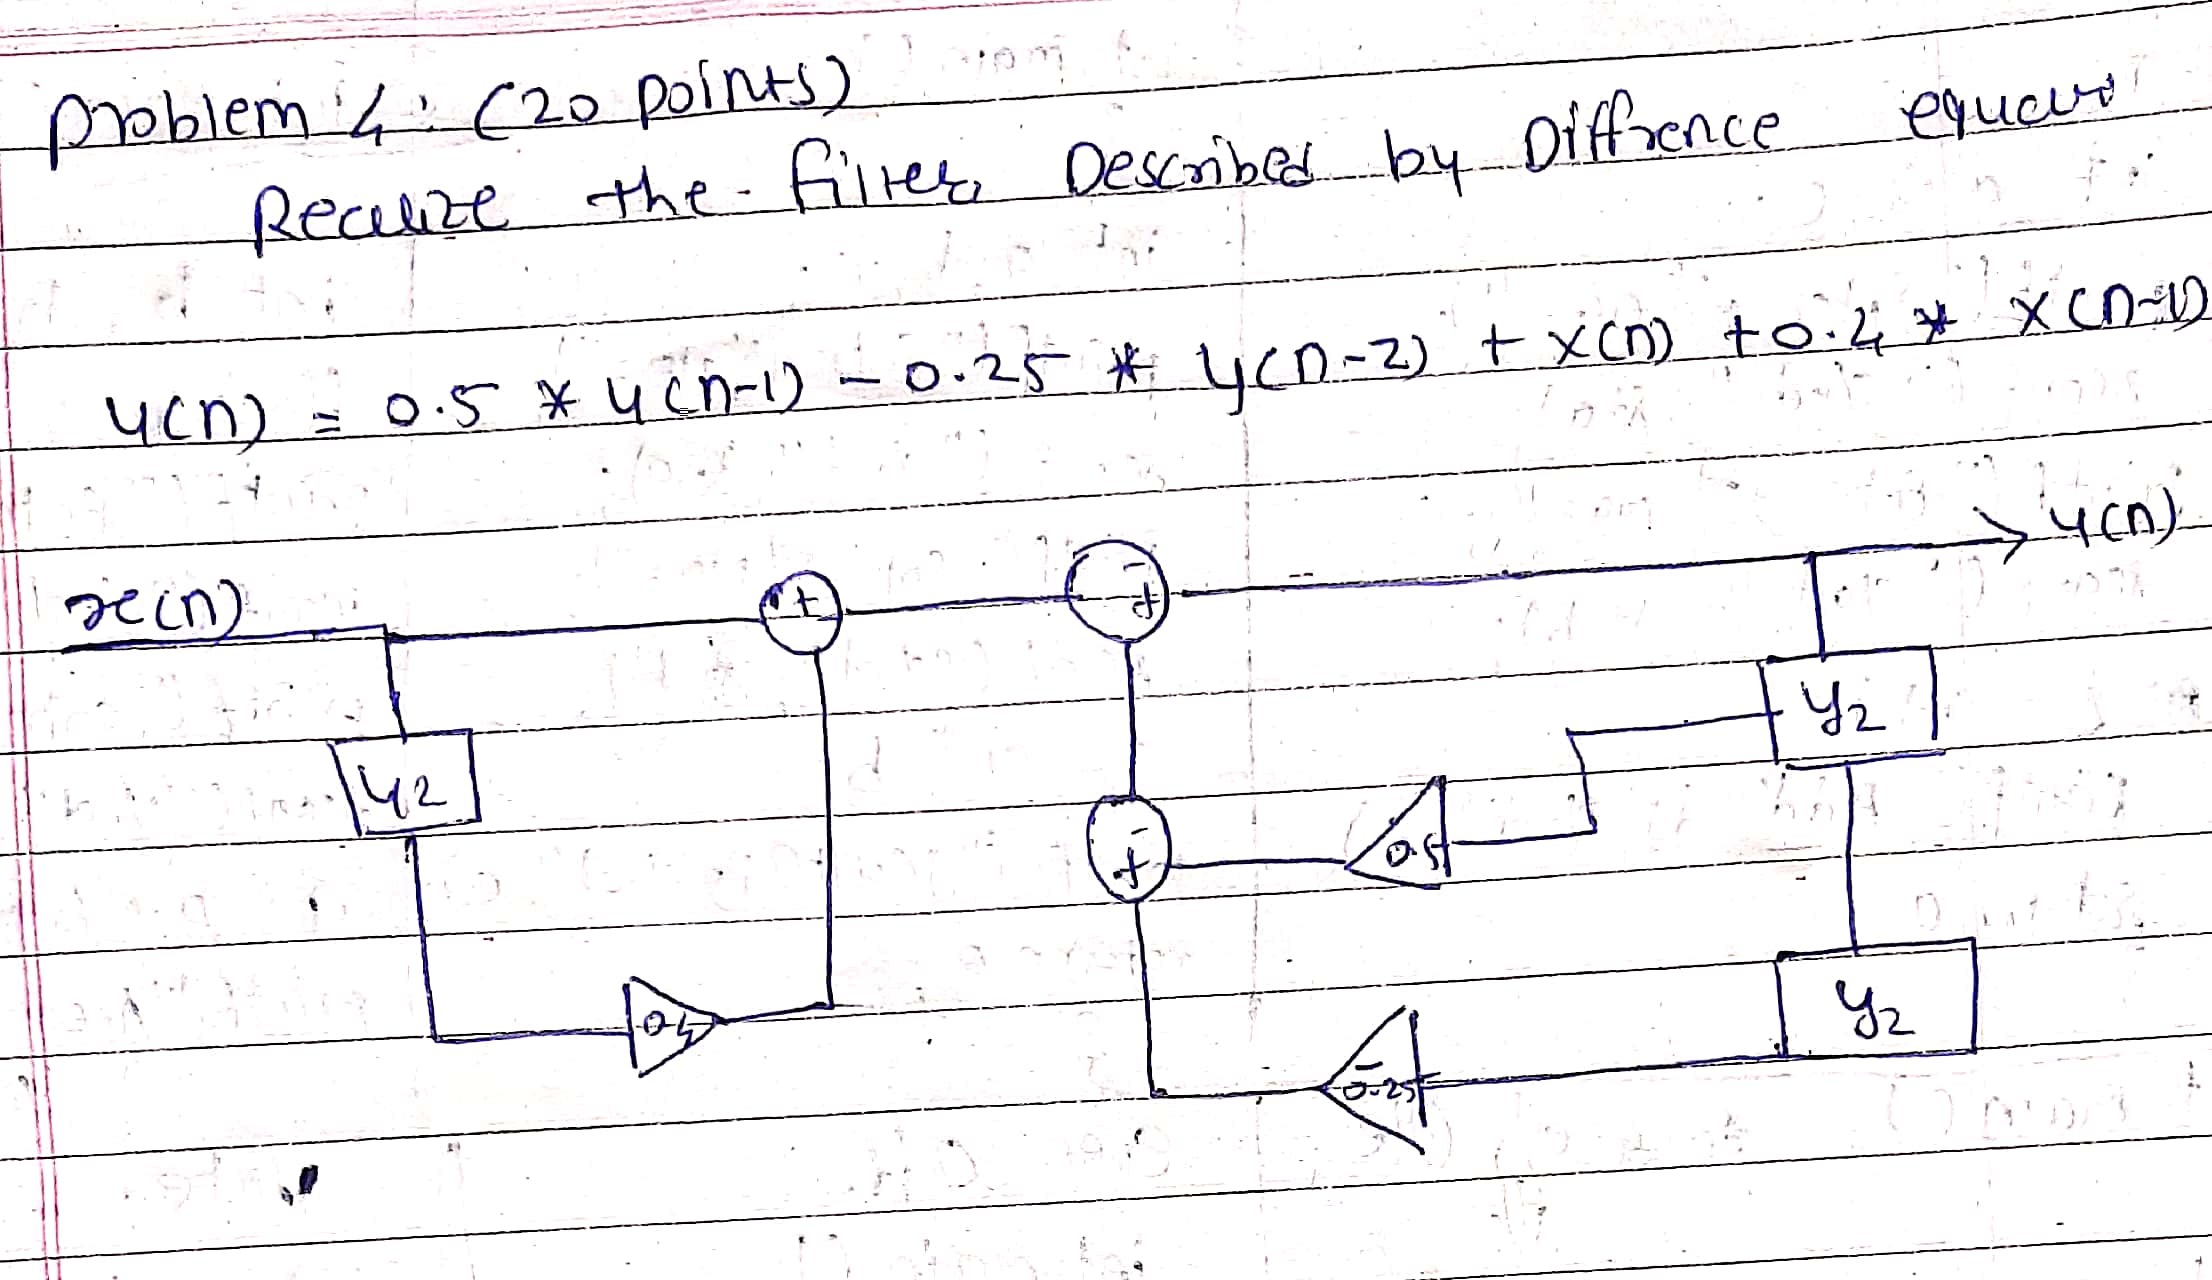 Problem 4: (20 points)
Realize the filter Described by Diffrence
y(n) = 0.5 * y(n-1) - 0.25 * y(n-2) + x(n) + 0.4 * x(n-1)
y(n)
x(n)
+
+
y2
y2
+
0.5
0.4
y2
-0.25